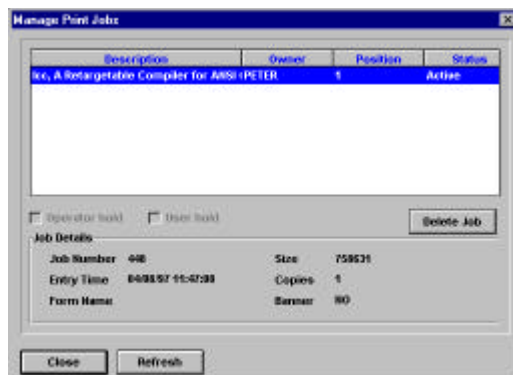 Manage Print Jobs
Description Owner Position Status
lcc, A Retargetable Compiler for ANSI C PETER 1 Active
Operator hold User hold
Delete Job
Job Details
Job Number 448 Size 758631
Entry Time 04/08/97 11:47:08 Copies 1
Form Name Banner NO
Close Refresh